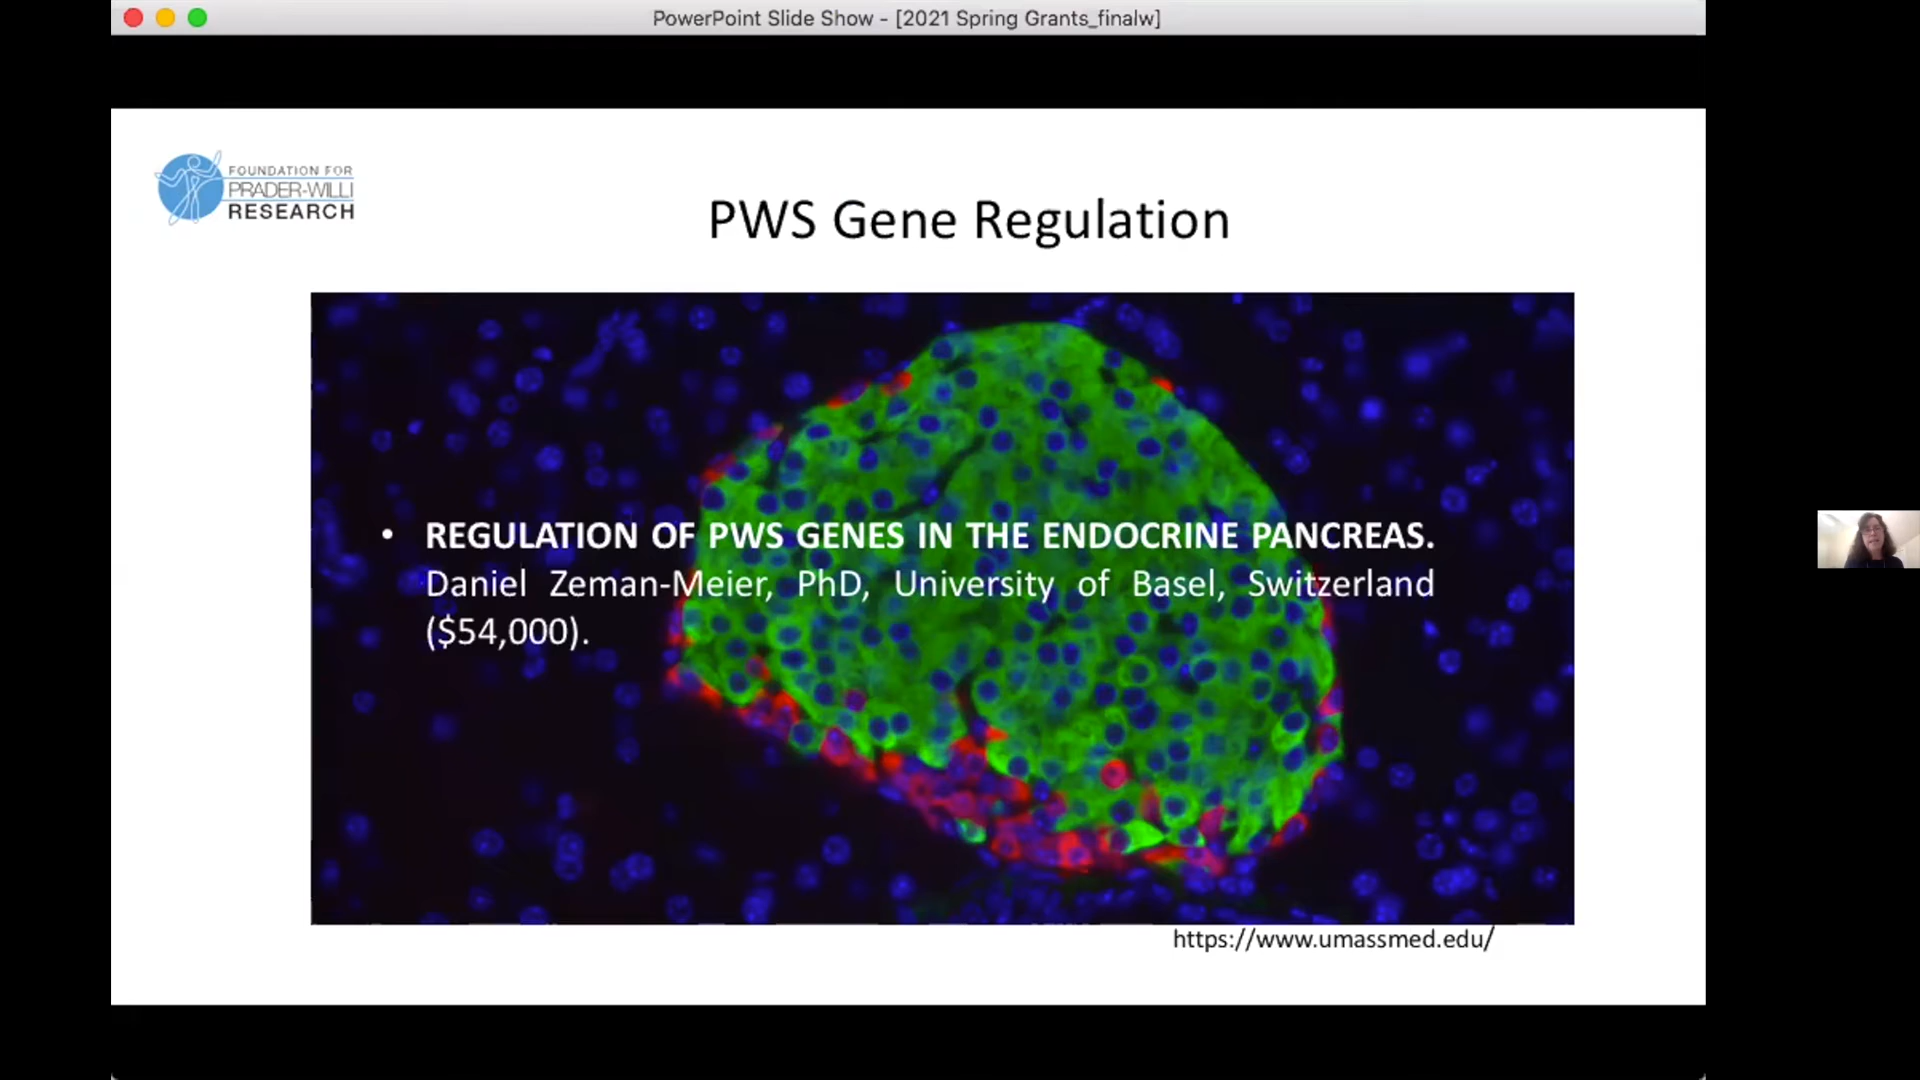 PowerPoint Slide Show - [2021 Spring Grants_finalw]
FOUNDATION FOR
PRADER-WILLI
RESEARCH
PWS Gene Regulation
• REGULATION OF PWS GENES IN THE ENDOCRINE PANCREAS.
Daniel Zeman-Meier, PhD, University of Basel, Switzerland
($54,000).
https://www.umassmed.edu/